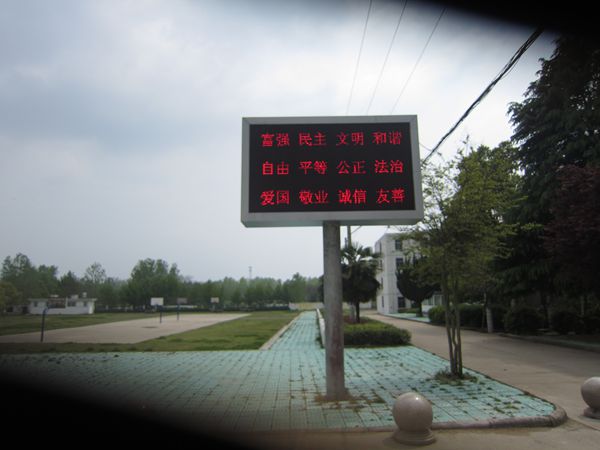 富强 民主 文明 和谐
自由 平等 公正 法治
爱国 敬业 诚信 友善